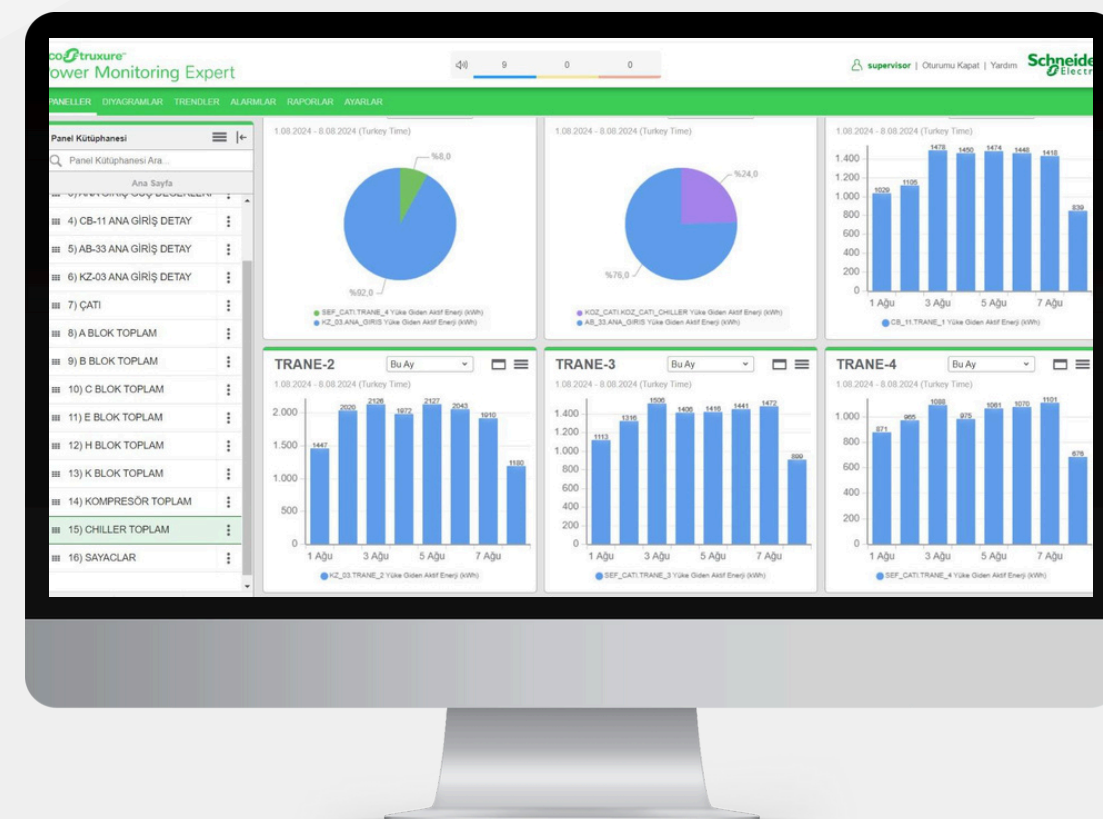 co Struxure™
ower Monitoring Expert
9 0 0
supervisor | Oturumu Kapat | Yardım
Schneide
Electr
PANELLER DİYAGRAMLAR TRENDLER ALARMLAR RAPORLAR AYARLAR
Panel Kütüphanesi
Panel Kütüphanesi Ara...
Ana Sayfa
4) CB-11 ANA GİRİŞ DETAY
5) AB-33 ANA GİRİŞ DETAY
6) KZ-03 ANA GİRİŞ DETAY
7) ÇATI
8) A BLOK TOPLAM
9) B BLOK TOPLAM
10) C BLOK TOPLAM
11) E BLOK TOPLAM
12) H BLOK TOPLAM
13) K BLOK TOPLAM
14) KOMPRESÖR TOPLAM
15) CHILLER TOPLAM
16) SAYACLAR
1.08.2024 - 8.08.2024 (Turkey Time)
%8,0
%92,0
SEF_CATI.TRANE_4 Yüke Giden Aktif Enerji (kWh)
KZ_03.ANA_GIRIS Yüke Giden Aktif Enerji (kWh)
1.08.2024 - 8.08.2024 (Turkey Time)
%24,0
%76,0
KOZ_CATI.KOZ_CATI_CHILLER Yüke Giden Aktif Enerji (kWh)
AB_33.ANA_GIRIS Yüke Giden Aktif Enerji (kWh)
1.08.2024 - 8.08.2024 (Turkey Time)
1.400
1.200
1.000
800
600
400
200
0
1029 1105 1478 1450 1474 1448 1418 839
1 Ağu 3 Ağu 5 Ağu 7 Ağu
CB_11.TRANE_1 Yüke Giden Aktif Enerji (kWh)
TRANE-2 Bu Ay
1.08.2024 - 8.08.2024 (Turkey Time)
2.000
1.500
1.000
500
0
1447 2020 2126 1972 2127 2043 1910 1180
1 Ağu 3 Ağu 5 Ağu 7 Ağu
KZ_03.TRANE_2 Yüke Giden Aktif Enerji (kWh)
TRANE-3 Bu Ay
1.08.2024 - 8.08.2024 (Turkey Time)
1.400
1.200
1.000
800
600
400
200
0
1113 1316 1506 1406 1416 1441 1472 899
1 Ağu 3 Ağu 5 Ağu 7 Ağu
SEF_CATI.TRANE_3 Yüke Giden Aktif Enerji (kWh)
TRANE-4 Bu Ay
1.08.2024 - 8.08.2024 (Turkey Time)
1.000
800
600
400
200
0
871 965 1088 975 1061 1070 1101 676
1 Ağu 3 Ağu 5 Ağu 7 Ağu
SEF_CATI.TRANE_4 Yüke Giden Aktif Enerji (kWh)